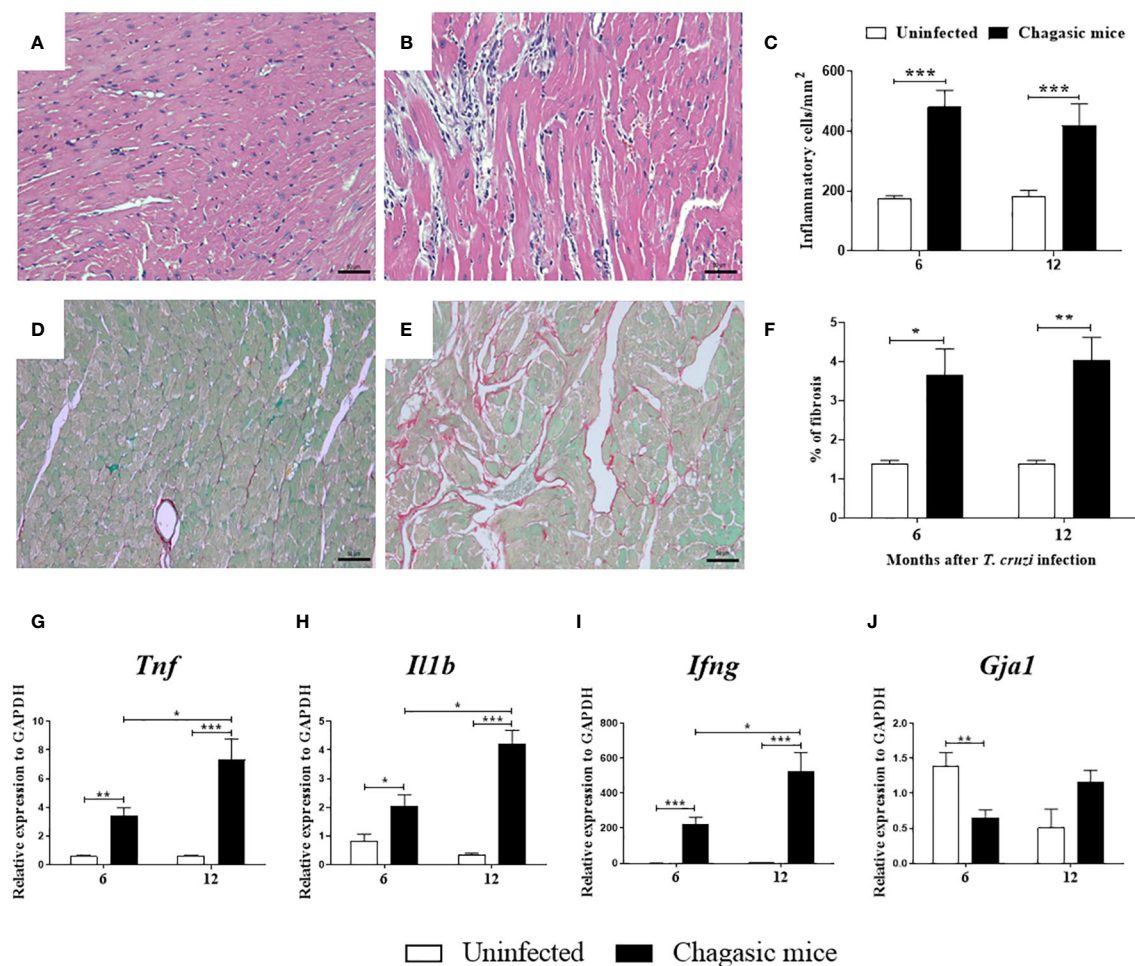 A
B
C
Uninfected Chagasic mice
Inflammatory cells/mm²
600
400
200
0
***
***
6 12
D
E
F
% of fibrosis
5
4
3
2
1
0
*
**
6 12
Months after T. cruzi infection
G
H
I
J
Tnf
Relative expression to GAPDH
10
8
6
4
2
0
**
*
***
6 12
Il1b
Relative expression to GAPDH
5
4
3
2
1
0
*
*
***
6 12
Ifng
Relative expression to GAPDH
800
600
400
200
0
***
*
***
6 12
Gja1
Relative expression to GAPDH
2.0
1.5
1.0
0.5
0.0
**
6 12
Uninfected Chagasic mice